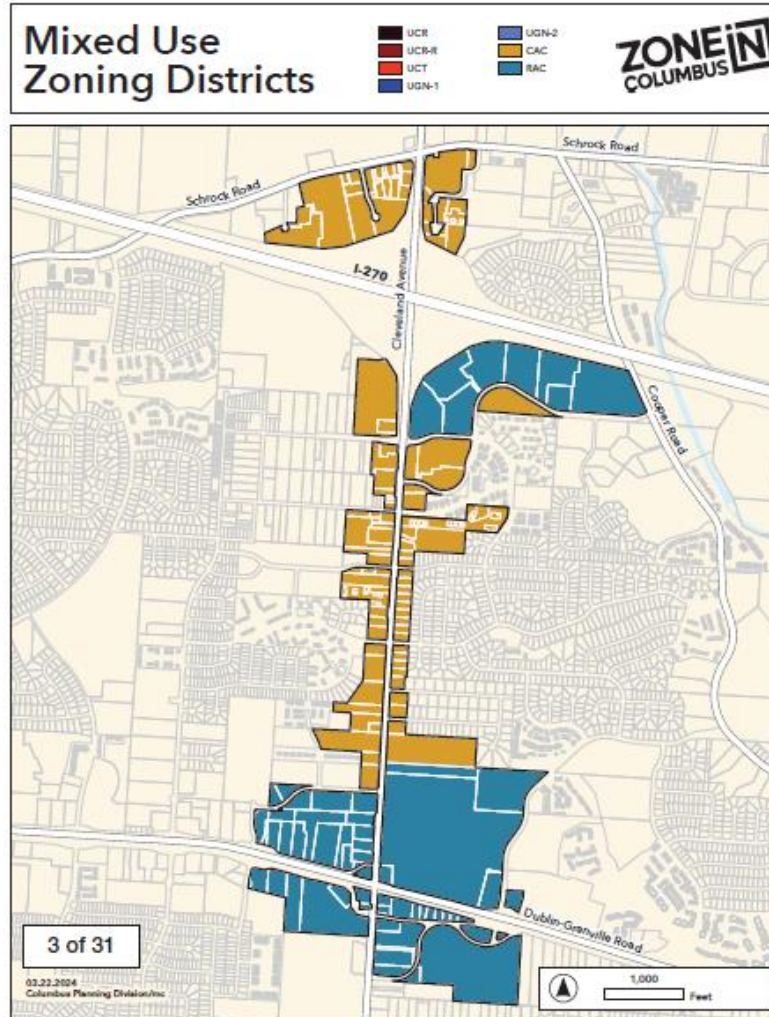 Mixed Use
Zoning Districts
UCR
UCR-R
UCT
UGN-1
UGN-2
CAC
RAC
ZONEiN
COLUMBUS
Schrock Road
Schrock Road
I-270
Cleveland Avenue
Cooper Road
Dublin-Granville Road
3 of 31
03.22.2024
Columbus Planning Division/mc
1,000
Feet